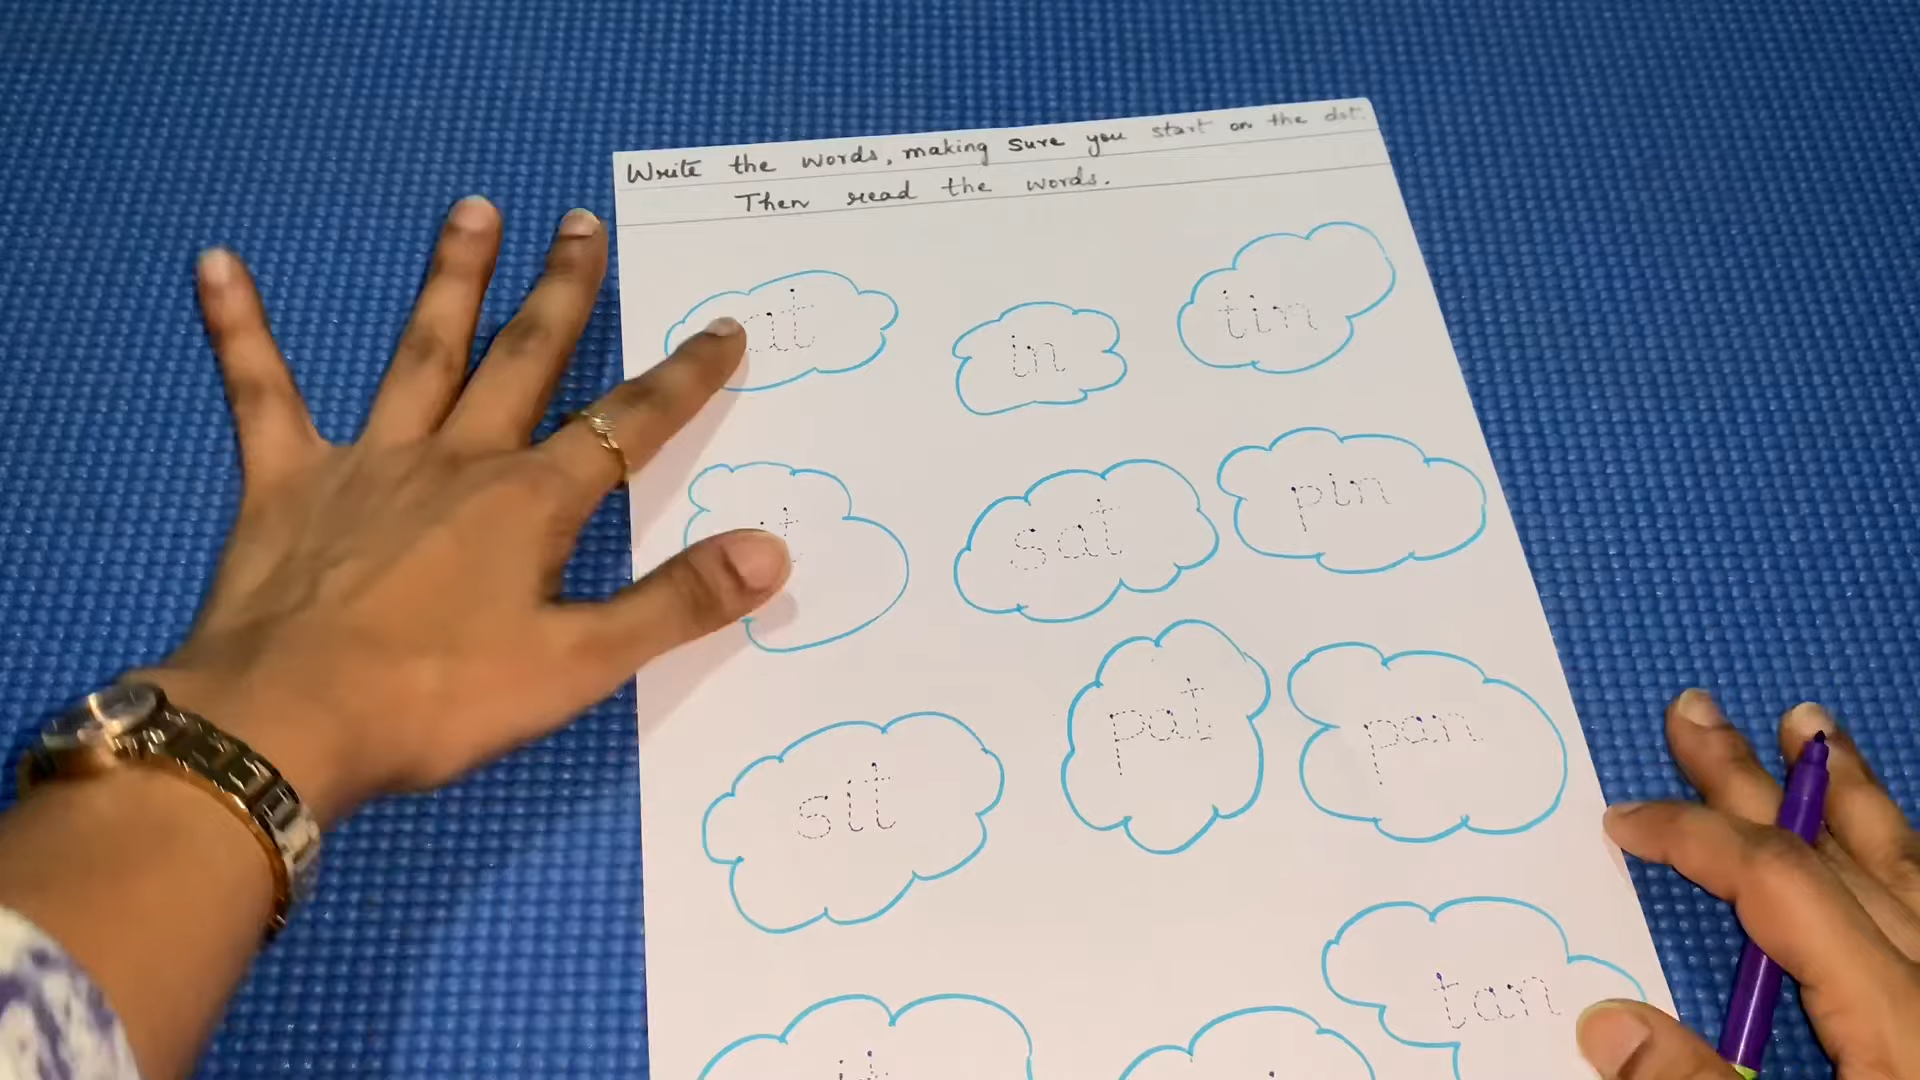 Write the words, making sure you start on the dot.
Then read the words.
at in tin
sat pin
sit pat pan
tan